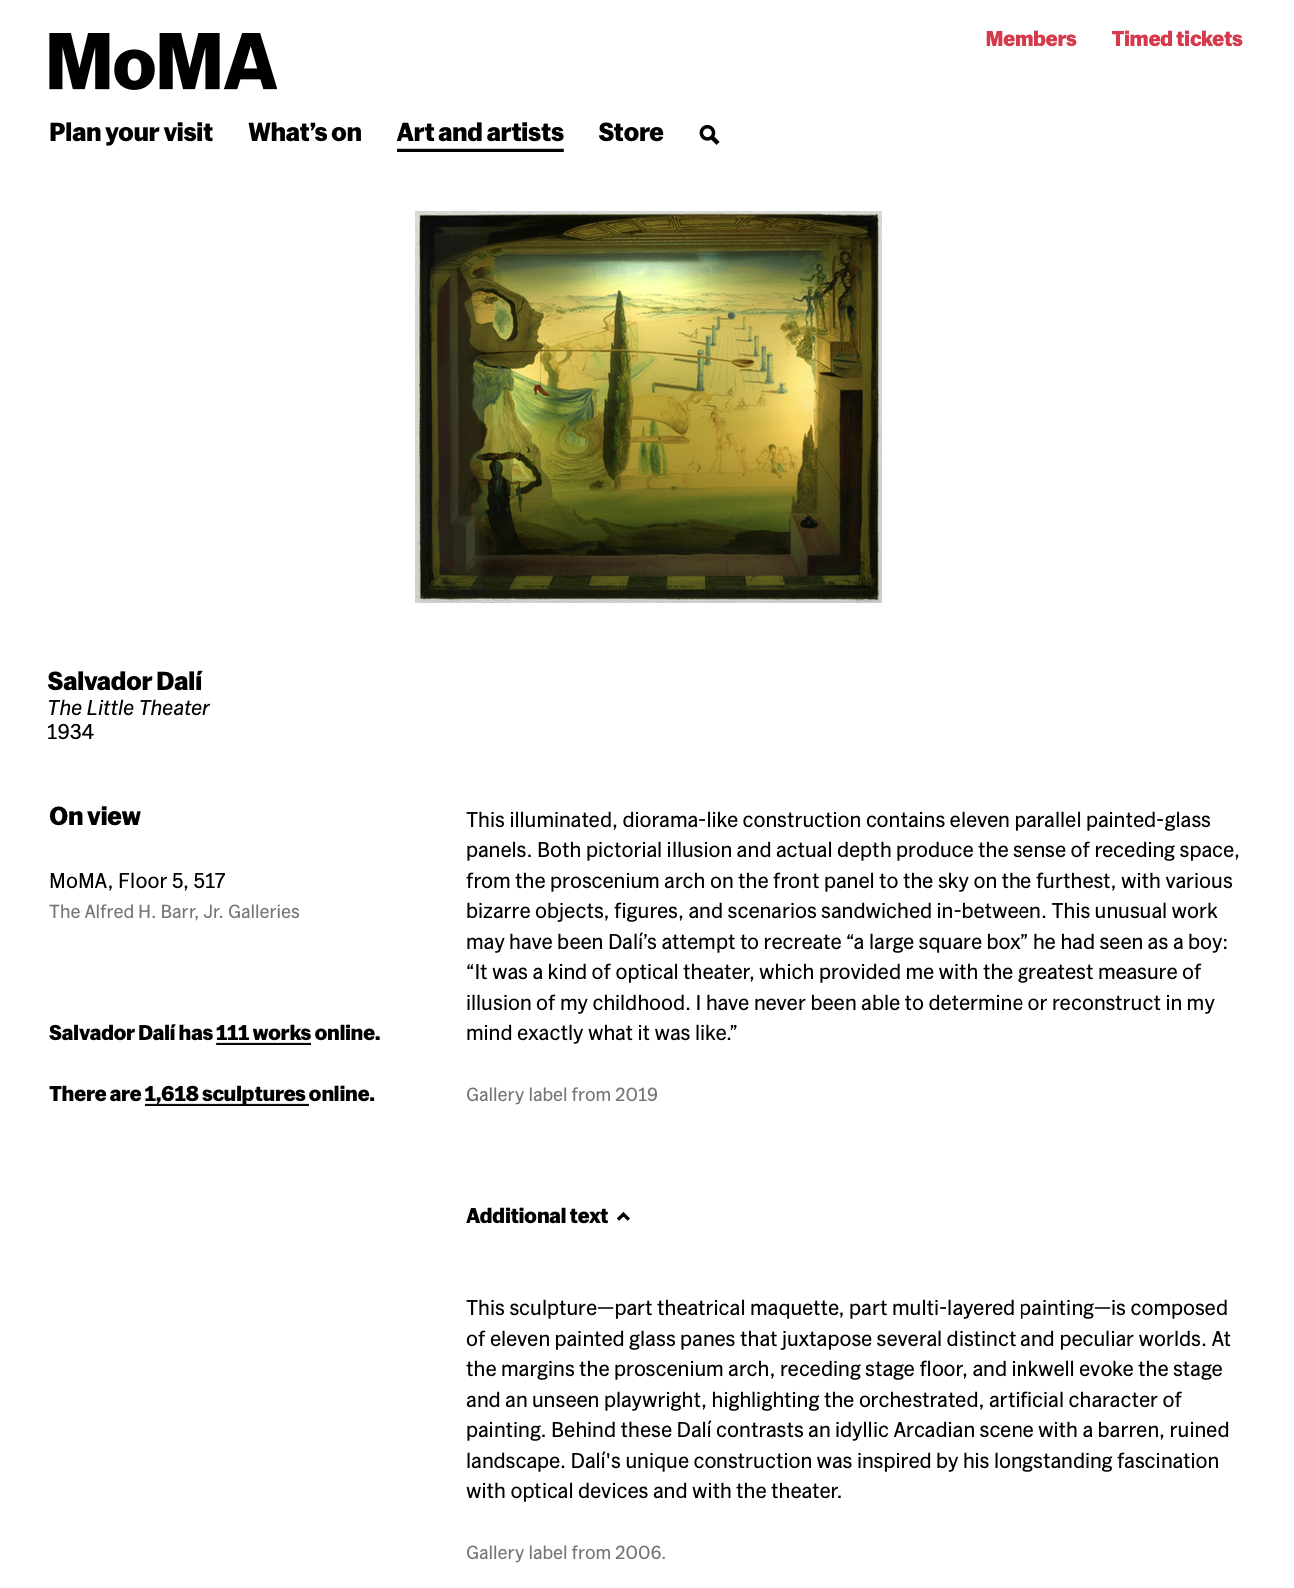 MoMA
Members Timed tickets
Plan your visit What’s on Art and artists Store
Salvador Dalí
The Little Theater
1934
On view
MoMA, Floor 5, 517
The Alfred H. Barr, Jr. Galleries
Salvador Dalí has 111 works online.
There are 1,618 sculptures online.
This illuminated, diorama-like construction contains eleven parallel painted-glass
panels. Both pictorial illusion and actual depth produce the sense of receding space,
from the proscenium arch on the front panel to the sky on the furthest, with various
bizarre objects, figures, and scenarios sandwiched in-between. This unusual work
may have been Dalí’s attempt to recreate “a large square box” he had seen as a boy:
“It was a kind of optical theater, which provided me with the greatest measure of
illusion of my childhood. I have never been able to determine or reconstruct in my
mind exactly what it was like.”
Gallery label from 2019
Additional text
This sculpture—part theatrical maquette, part multi-layered painting—is composed
of eleven painted glass panes that juxtapose several distinct and peculiar worlds. At
the margins the proscenium arch, receding stage floor, and inkwell evoke the stage
and an unseen playwright, highlighting the orchestrated, artificial character of
painting. Behind these Dalí contrasts an idyllic Arcadian scene with a barren, ruined
landscape. Dalí's unique construction was inspired by his longstanding fascination
with optical devices and with the theater.
Gallery label from 2006.